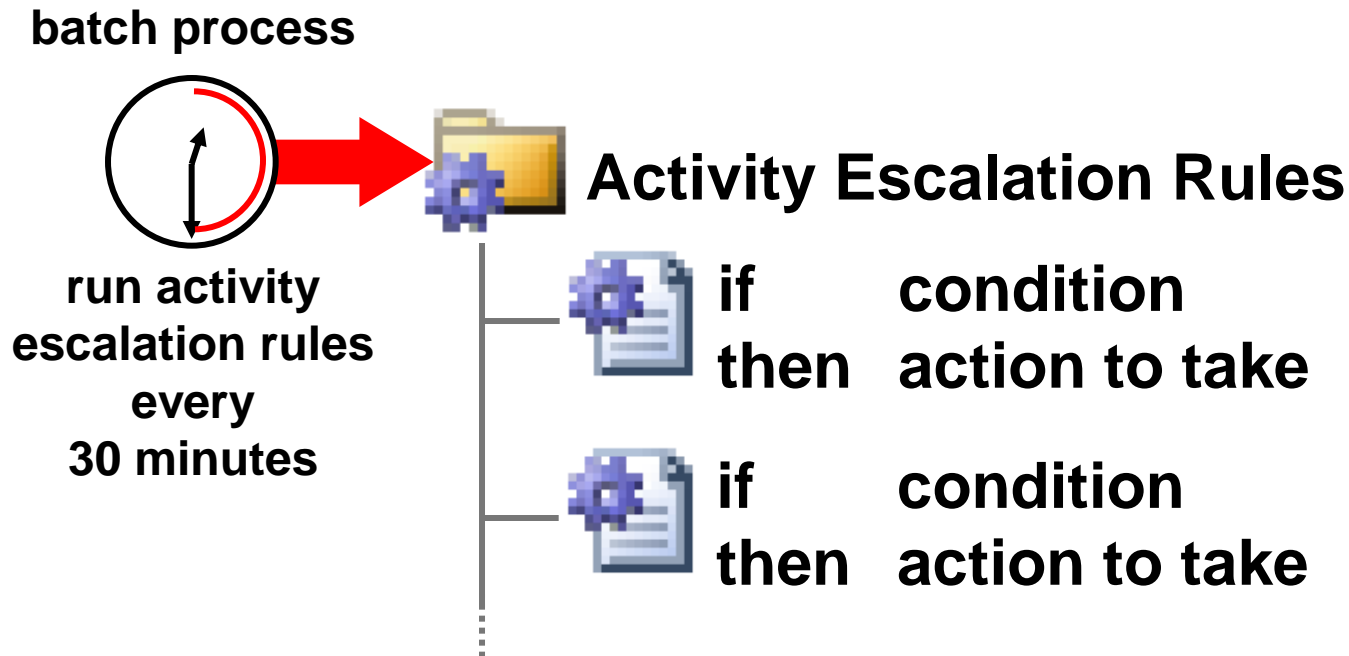 batch process
run activity
escalation rules
every
30 minutes
Activity Escalation Rules
if condition
then action to take
if condition
then action to take